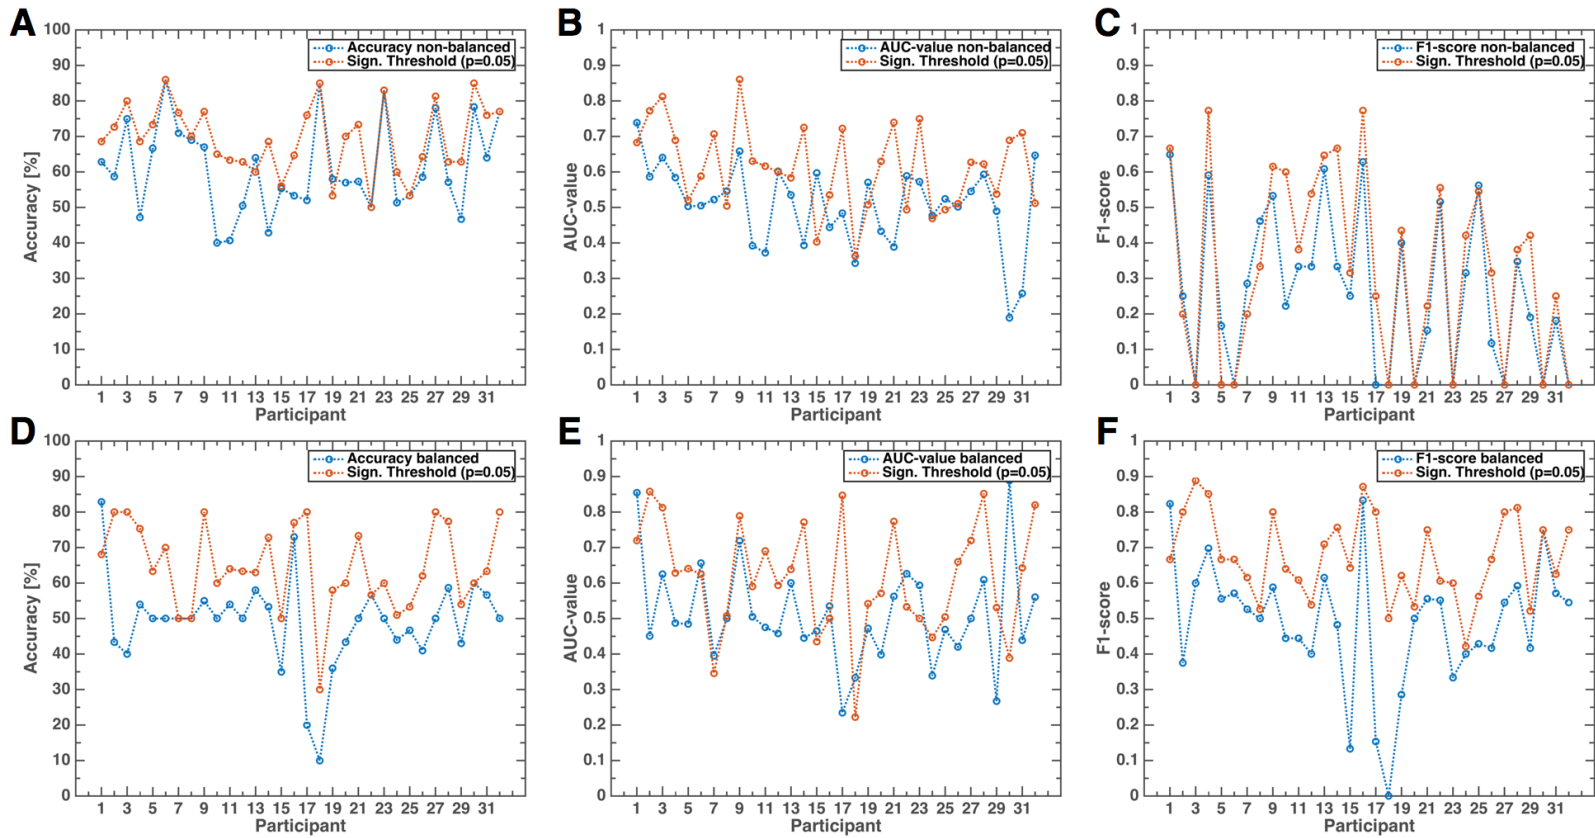 A
Accuracy non-balanced
Sign. Threshold (p=0.05)
100
90
80
70
60
50
40
30
20
10
0
Accuracy [%]
1 3 5 7 9 11 13 15 17 19 21 23 25 27 29 31
Participant
B
AUC-value non-balanced
Sign. Threshold (p=0.05)
1
0.9
0.8
0.7
0.6
0.5
0.4
0.3
0.2
0.1
0
AUC-value
1 3 5 7 9 11 13 15 17 19 21 23 25 27 29 31
Participant
C
F1-score non-balanced
Sign. Threshold (p=0.05)
1
0.9
0.8
0.7
0.6
0.5
0.4
0.3
0.2
0.1
0
F1-score
1 3 5 7 9 11 13 15 17 19 21 23 25 27 29 31
Participant
D
Accuracy balanced
Sign. Threshold (p=0.05)
100
90
80
70
60
50
40
30
20
10
0
Accuracy [%]
1 3 5 7 9 11 13 15 17 19 21 23 25 27 29 31
Participant
E
AUC-value balanced
Sign. Threshold (p=0.05)
1
0.9
0.8
0.7
0.6
0.5
0.4
0.3
0.2
0.1
0
AUC-value
1 3 5 7 9 11 13 15 17 19 21 23 25 27 29 31
Participant
F
F1-score balanced
Sign. Threshold (p=0.05)
1
0.9
0.8
0.7
0.6
0.5
0.4
0.3
0.2
0.1
0
F1-score
1 3 5 7 9 11 13 15 17 19 21 23 25 27 29 31
Participant